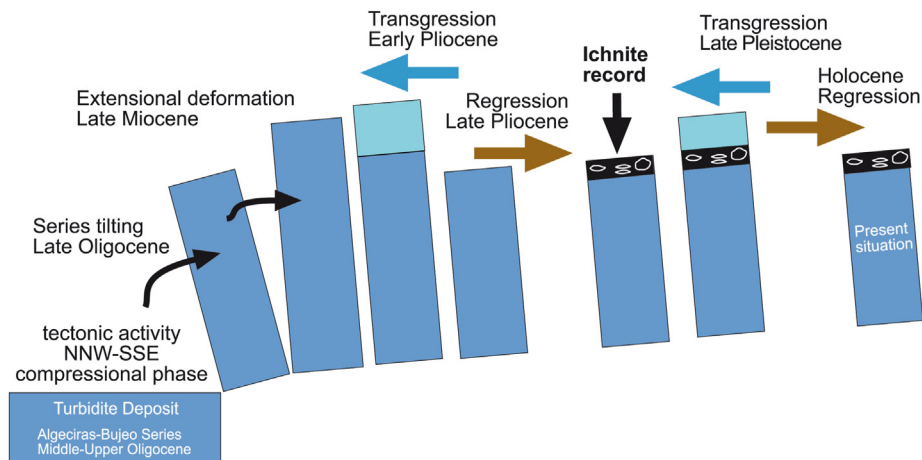 Transgression
Early Pliocene
Transgression
Late Pleistocene
Ichnite
record
Holocene
Regression
Extensional deformation
Late Miocene
Regression
Late Pliocene
Series tilting
Late Oligocene
Present
situation
tectonic activity
NNW-SSE
compressional phase
Turbidite Deposit
Algeciras-Bujeo Series
Middle-Upper Oligocene